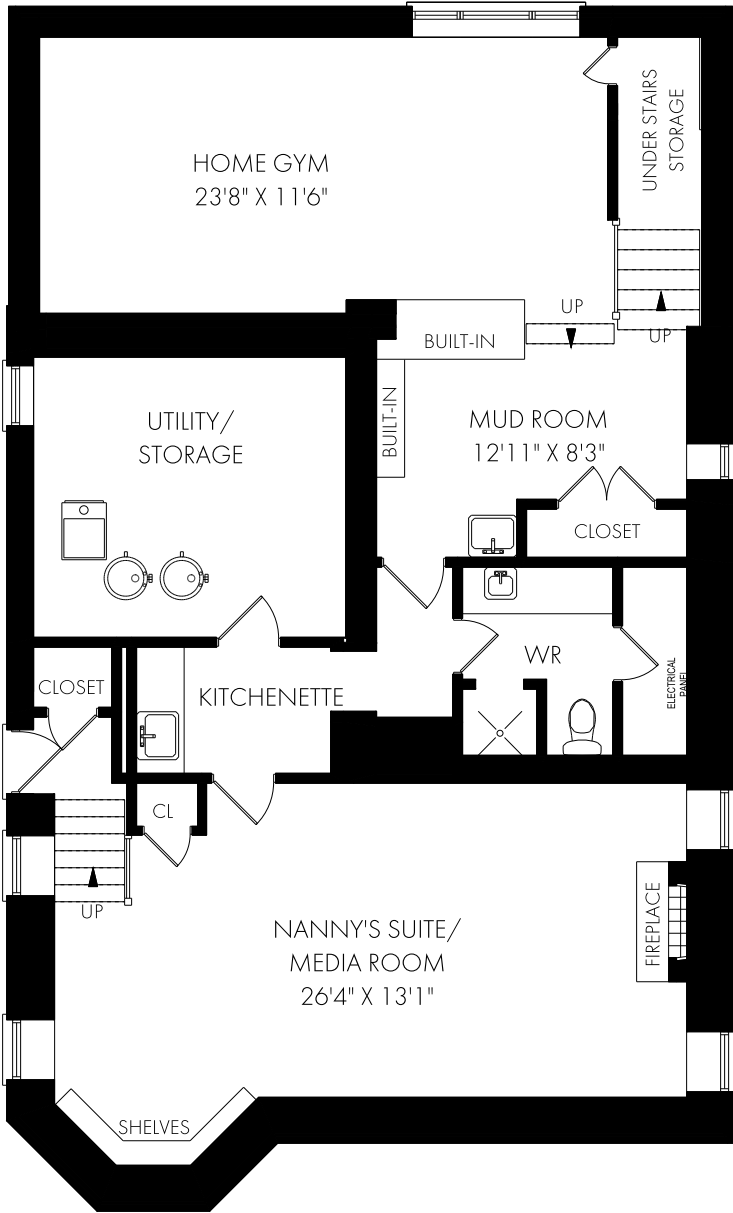 UNDER STAIRS
STORAGE
HOME GYM
23'8" X 11'6"
UP
UP
BUILT-IN
BUILT-IN
UTILITY/
STORAGE
MUD ROOM
12'11" X 8'3"
CLOSET
WR
ELECTRICAL
PANEL
CLOSET
KITCHENETTE
CL
UP
FIREPLACE
NANNY'S SUITE/
MEDIA ROOM
26'4" X 13'1"
SHELVES